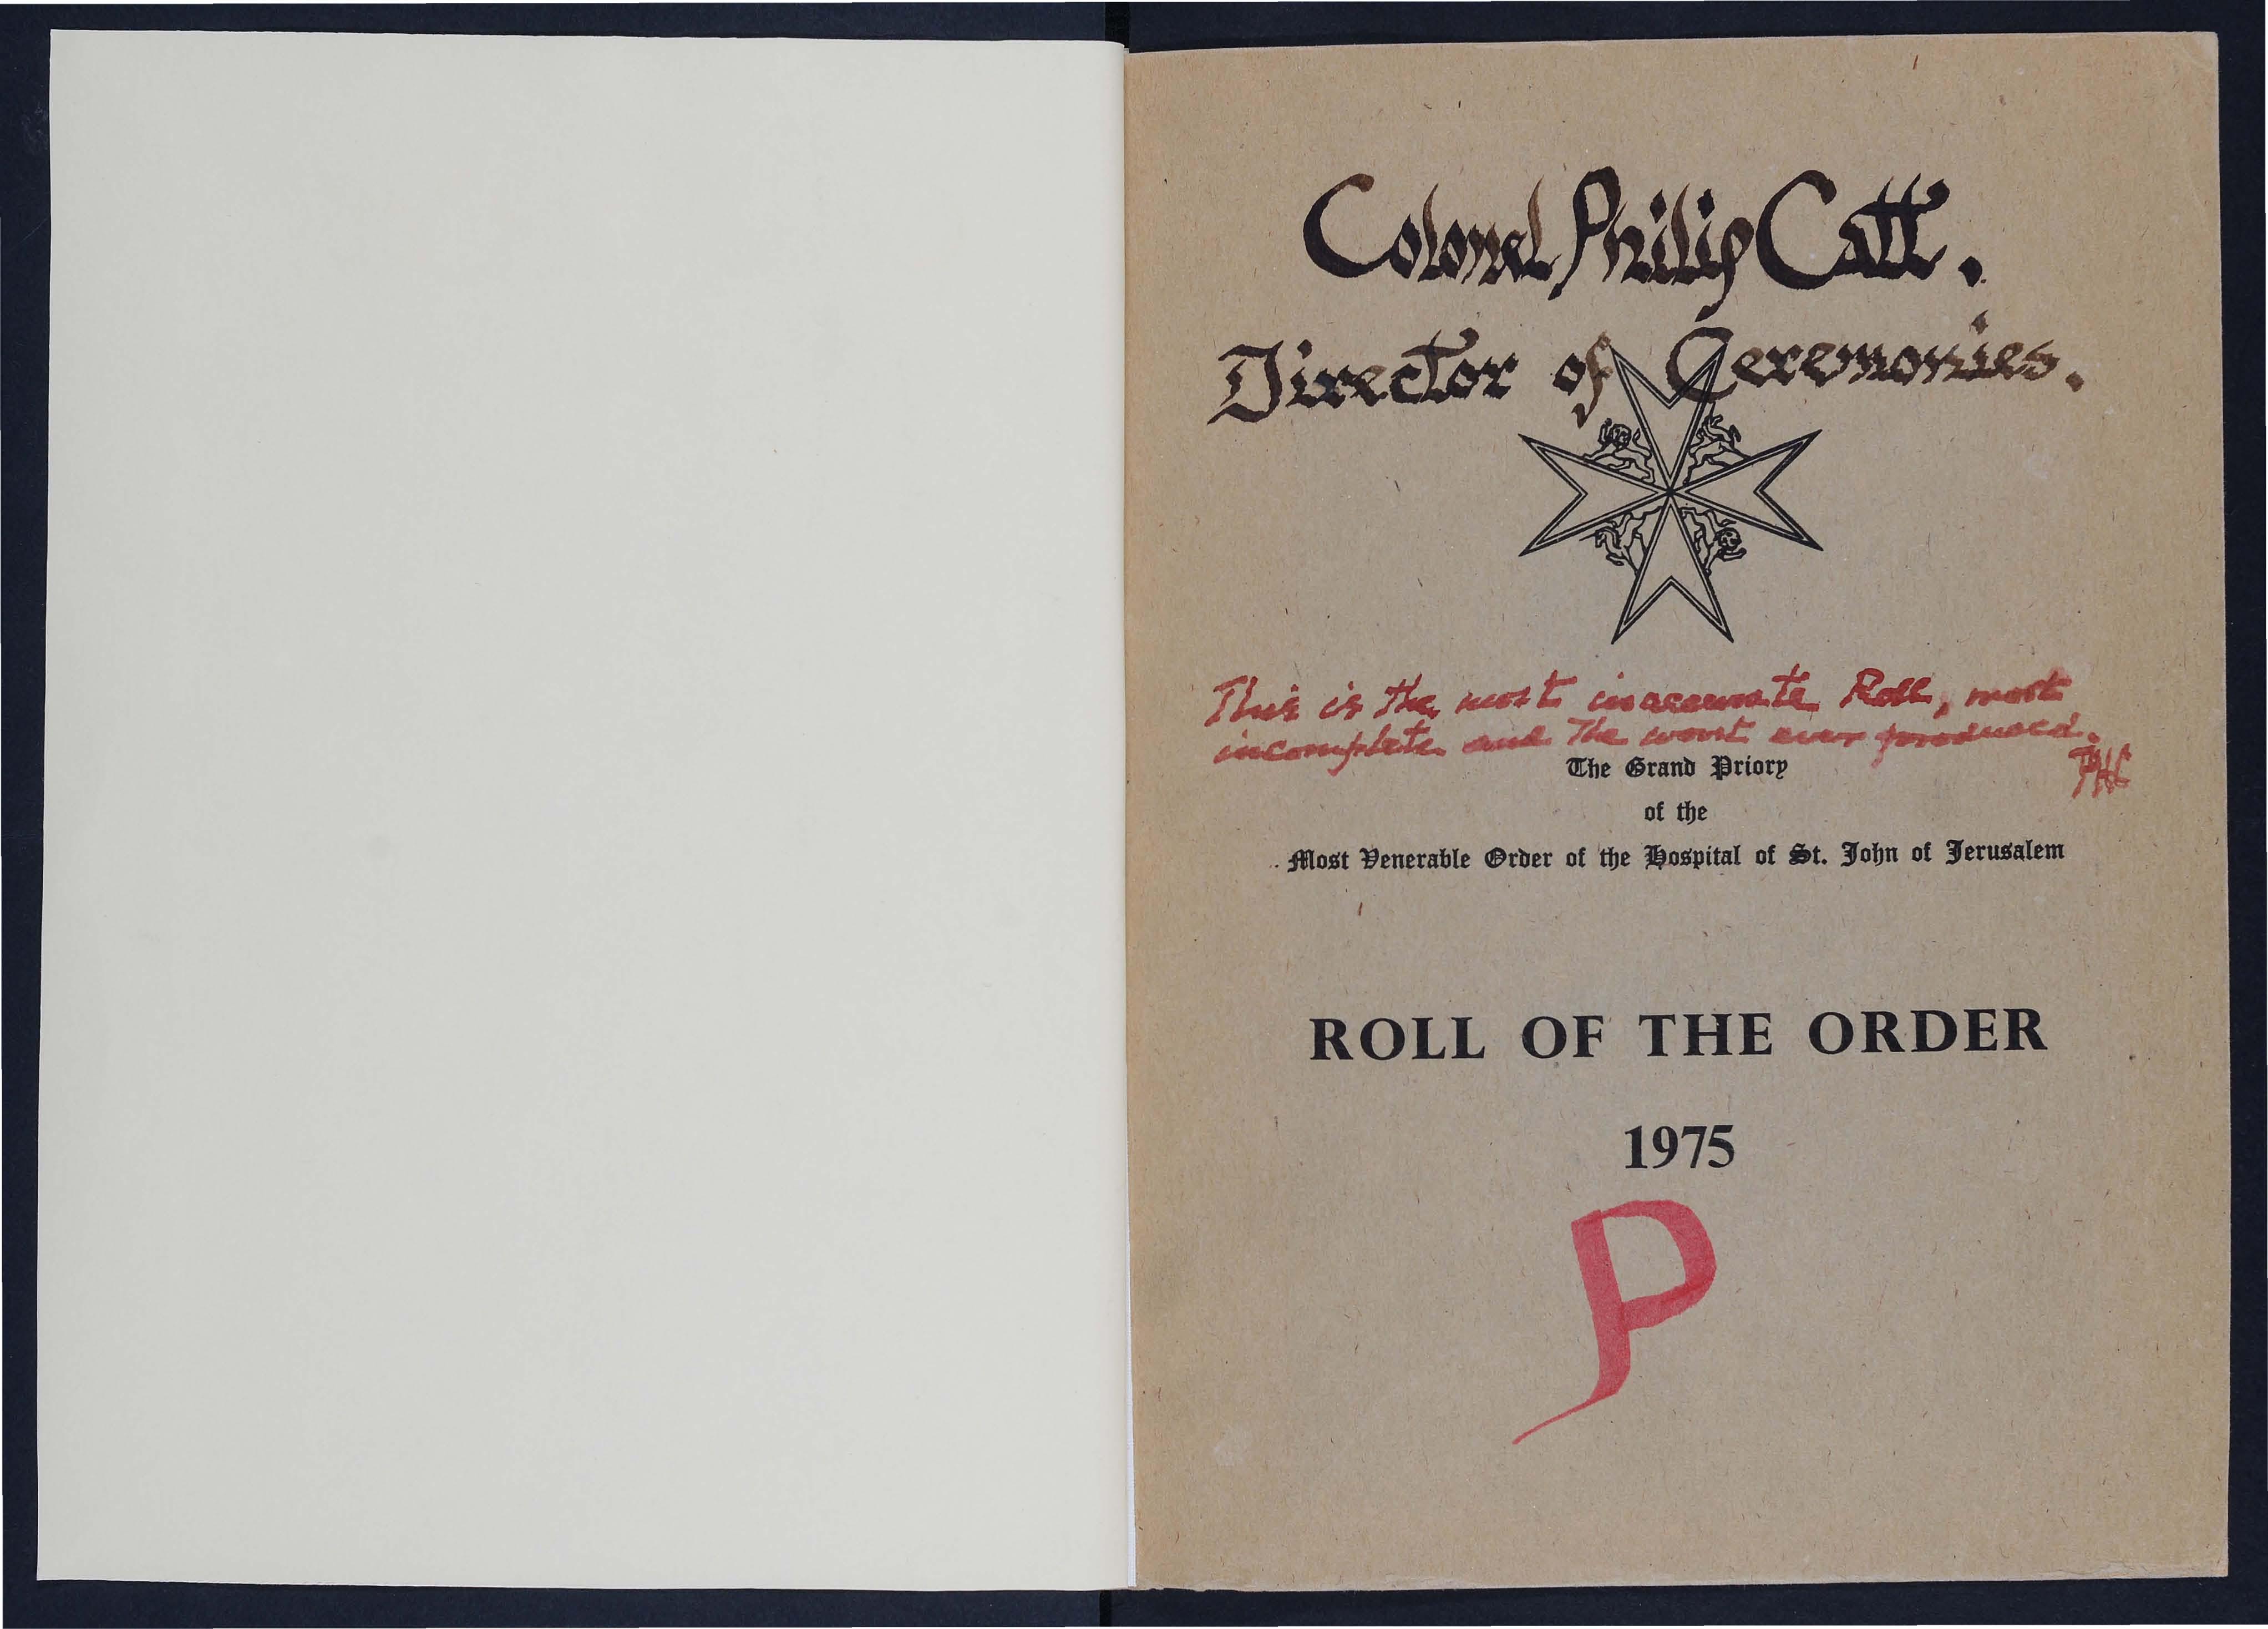 Colonel Philip Catt.
Director of Ceremonies.
This is the most inaccurate Roll, most
incomplete and the worst ever produced.
PHC
The Grand Priory
of the
Most Venerable Order of the Hospital of St. John of Jerusalem
ROLL OF THE ORDER
1975
P